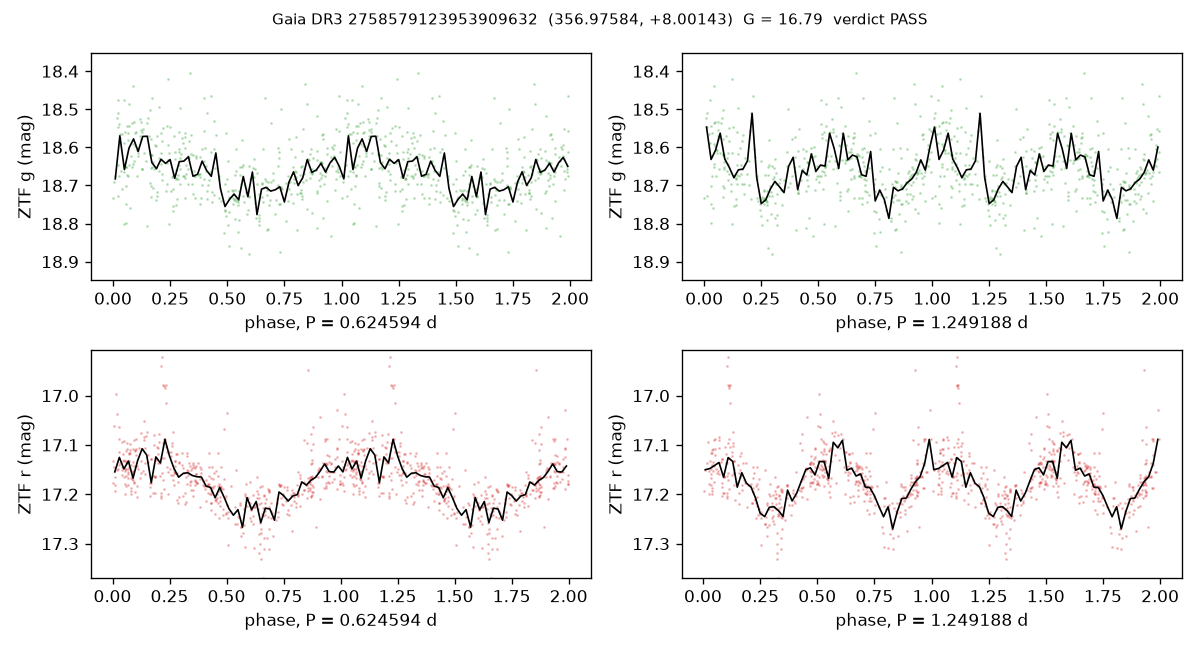 Gaia DR3 2758579123953909632  (356.97584, +8.00143)  G = 16.79  verdict PASS
ZTF g (mag)
18.4
18.5
18.6
18.7
18.8
18.9
0.00 0.25 0.50 0.75 1.00 1.25 1.50 1.75 2.00
phase, P = 0.624594 d
ZTF g (mag)
18.4
18.5
18.6
18.7
18.8
18.9
0.00 0.25 0.50 0.75 1.00 1.25 1.50 1.75 2.00
phase, P = 1.249188 d
ZTF r (mag)
17.0
17.1
17.2
17.3
0.00 0.25 0.50 0.75 1.00 1.25 1.50 1.75 2.00
phase, P = 0.624594 d
ZTF r (mag)
17.0
17.1
17.2
17.3
0.00 0.25 0.50 0.75 1.00 1.25 1.50 1.75 2.00
phase, P = 1.249188 d